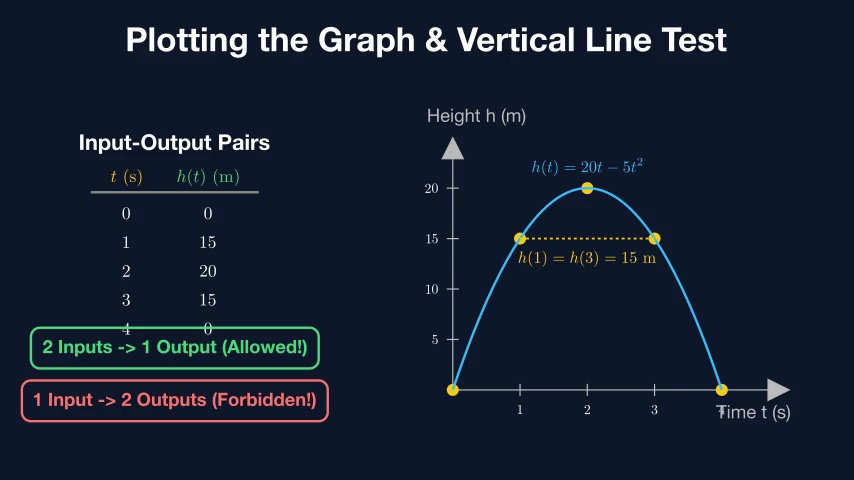 Plotting the Graph & Vertical Line Test
Input-Output Pairs
t (s) h(t) (m)
0 0
1 15
2 20
3 15
4 0
2 Inputs -> 1 Output (Allowed!)
1 Input -> 2 Outputs (Forbidden!)
Height h (m)
h(t) = 20t − 5t²
20
15
h(1) = h(3) = 15 m
10
5
1 2 3
Time t (s)